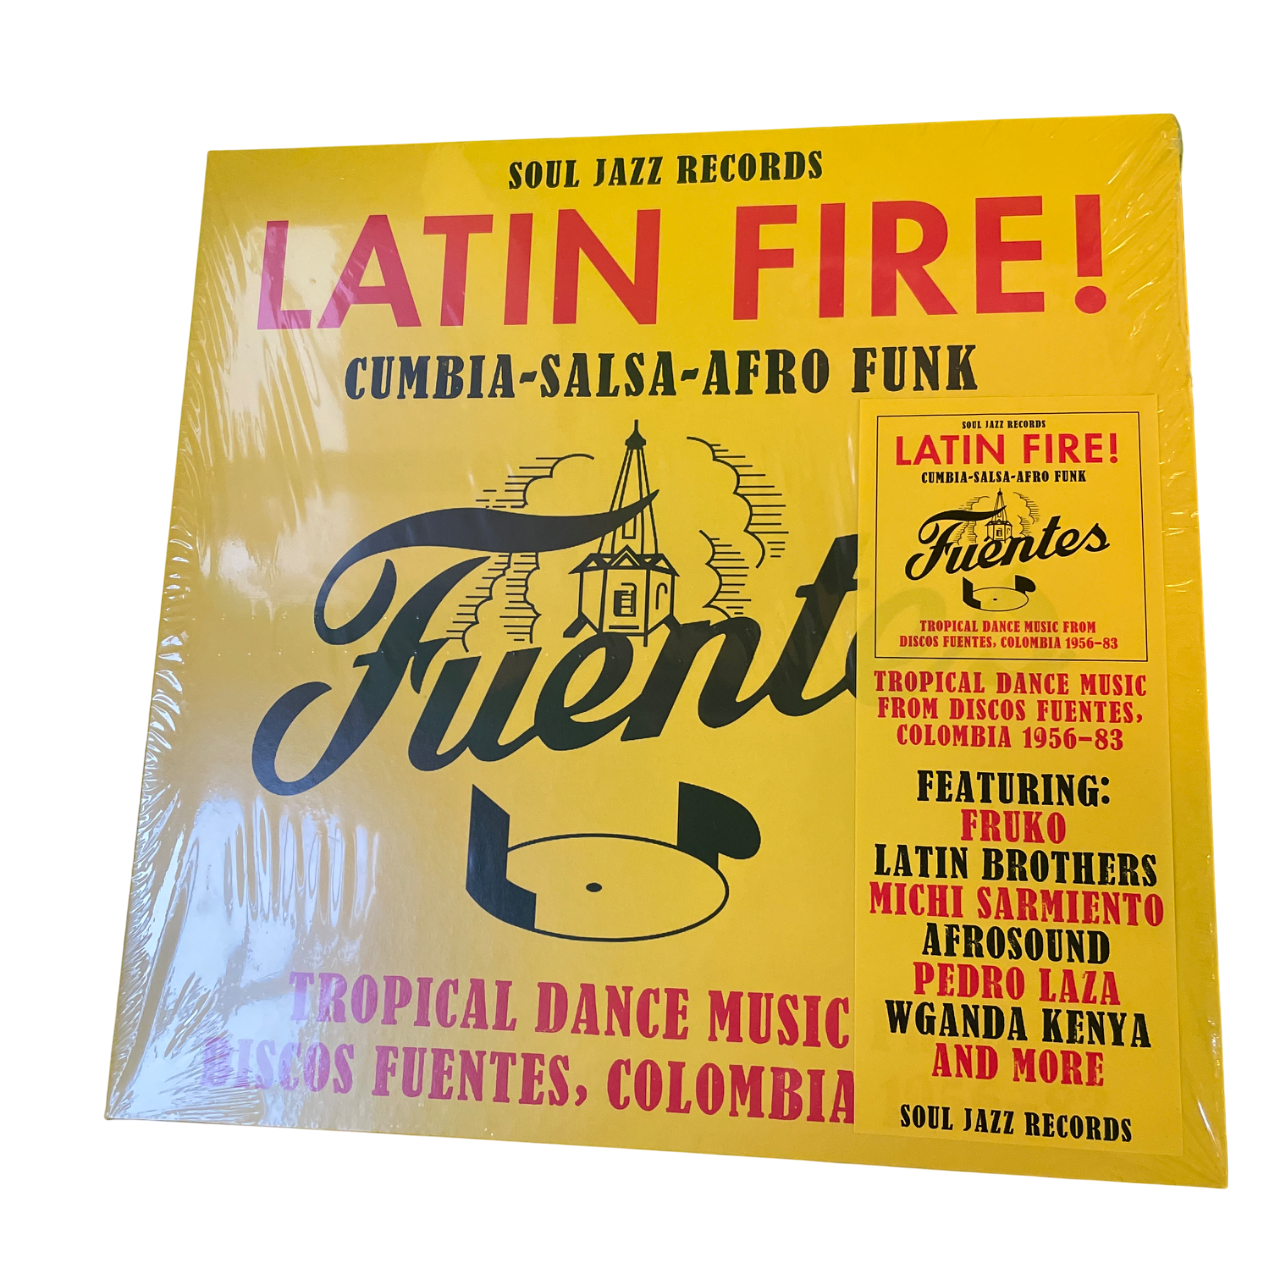 SOUL JAZZ RECORDS
LATIN FIRE!
CUMBIA-SALSA-AFRO FUNK
Fuente
TROPICAL DANCE MUSIC
DISCOS FUENTES, COLOMBIA
SOUL JAZZ RECORDS
LATIN FIRE!
CUMBIA-SALSA-AFRO FUNK
Fuentes
TROPICAL DANCE MUSIC FROM
DISCOS FUENTES, COLOMBIA 1956–83
TROPICAL DANCE MUSIC
FROM DISCOS FUENTES,
COLOMBIA 1956–83
FEATURING:
FRUKO
LATIN BROTHERS
MICHI SARMIENTO
AFROSOUND
PEDRO LAZA
WGANDA KENYA
AND MORE
SOUL JAZZ RECORDS